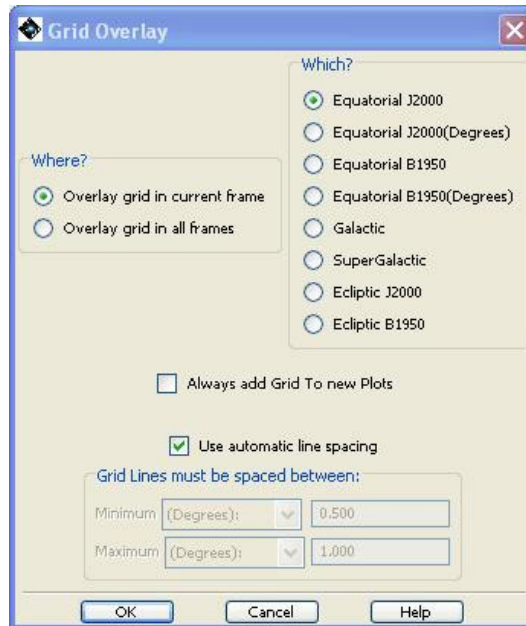 Grid Overlay
Where?
Overlay grid in current frame
Overlay grid in all frames
Which?
Equatorial J2000
Equatorial J2000(Degrees)
Equatorial B1950
Equatorial B1950(Degrees)
Galactic
SuperGalactic
Ecliptic J2000
Ecliptic B1950
Always add Grid To new Plots
Use automatic line spacing
Grid Lines must be spaced between:
Minimum (Degrees): 0.500
Maximum (Degrees): 1.000
OK Cancel Help